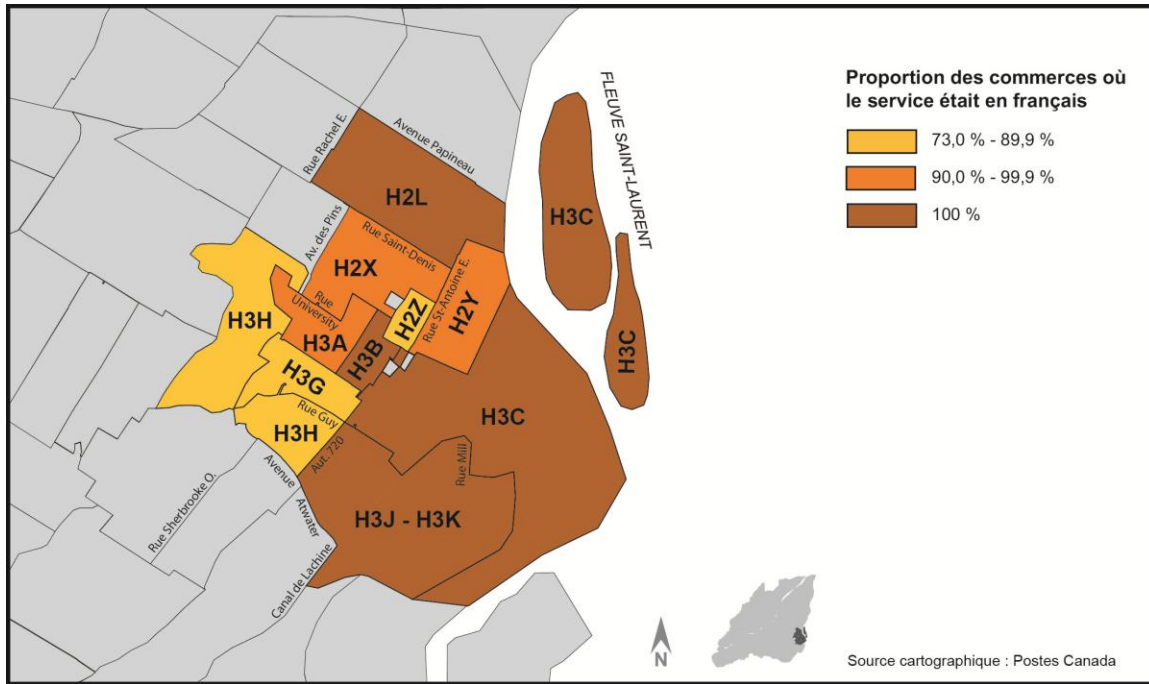 Proportion des commerces où
le service était en français
73,0 % - 89,9 %
90,0 % - 99,9 %
100 %
FLEUVE SAINT-LAURENT
Rue Rachel E.
Avenue Papineau
H2L
H3C
Av. des Pins
Rue Saint-Denis
H2X
Rue St-Antoine E.
H2Y
H2Z
Rue
University
H3H
H3A
H3B
H3C
H3G
H3C
Rue Guy
H3H
Aut. 720
Rue Mill
Avenue
Atwater
Rue Sherbrooke O.
H3J - H3K
Canal de Lachine
N
Source cartographique : Postes Canada